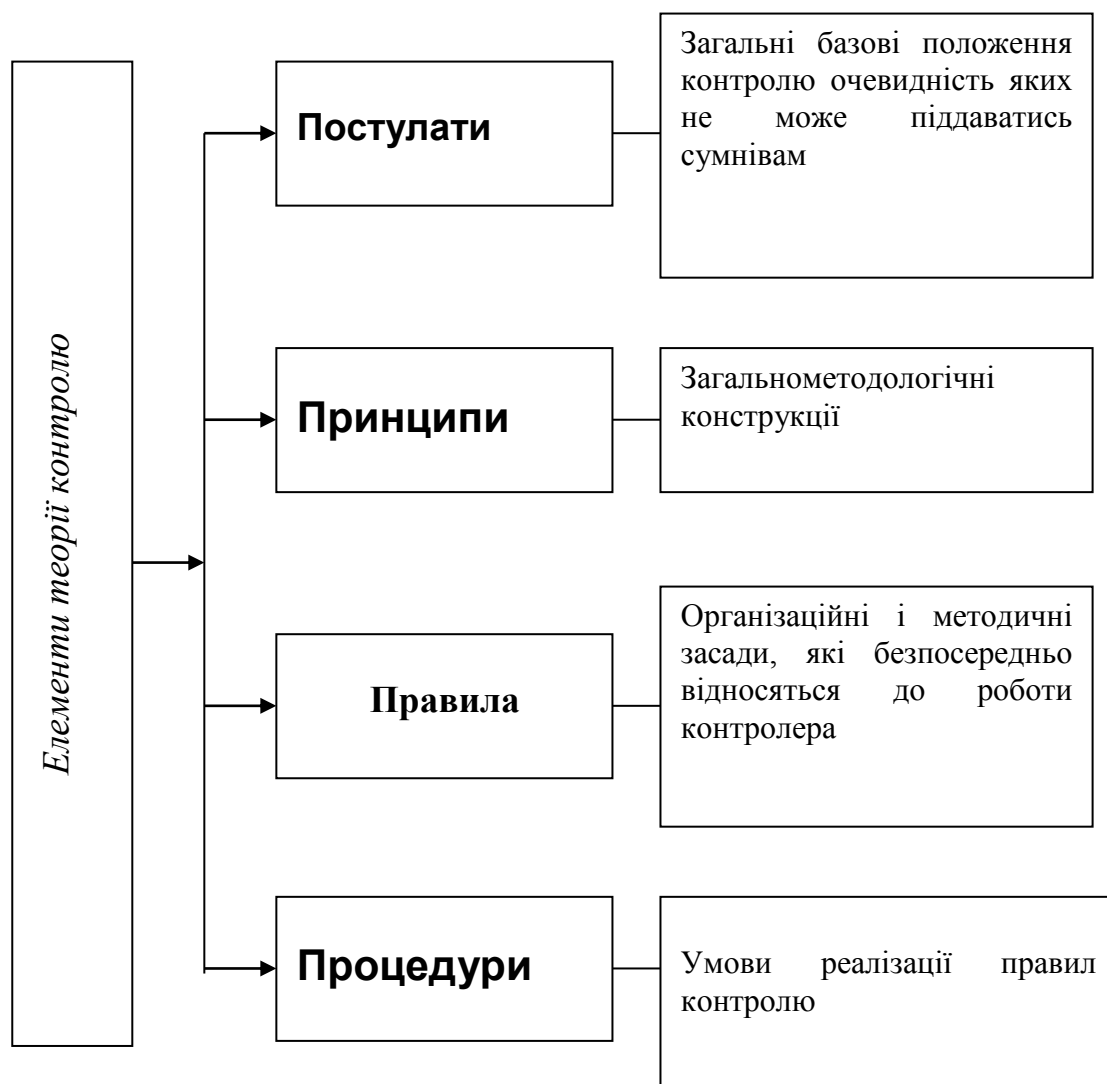 Елементи теорії контролю
Постулати
Загальні базові положення
контролю очевидність яких
не може піддаватись
сумнівам
Принципи
Загальнометодологічні
конструкції
Правила
Організаційні і методичні
засади, які безпосередньо
відносяться до роботи
контролера
Процедури
Умови реалізації правил
контролю